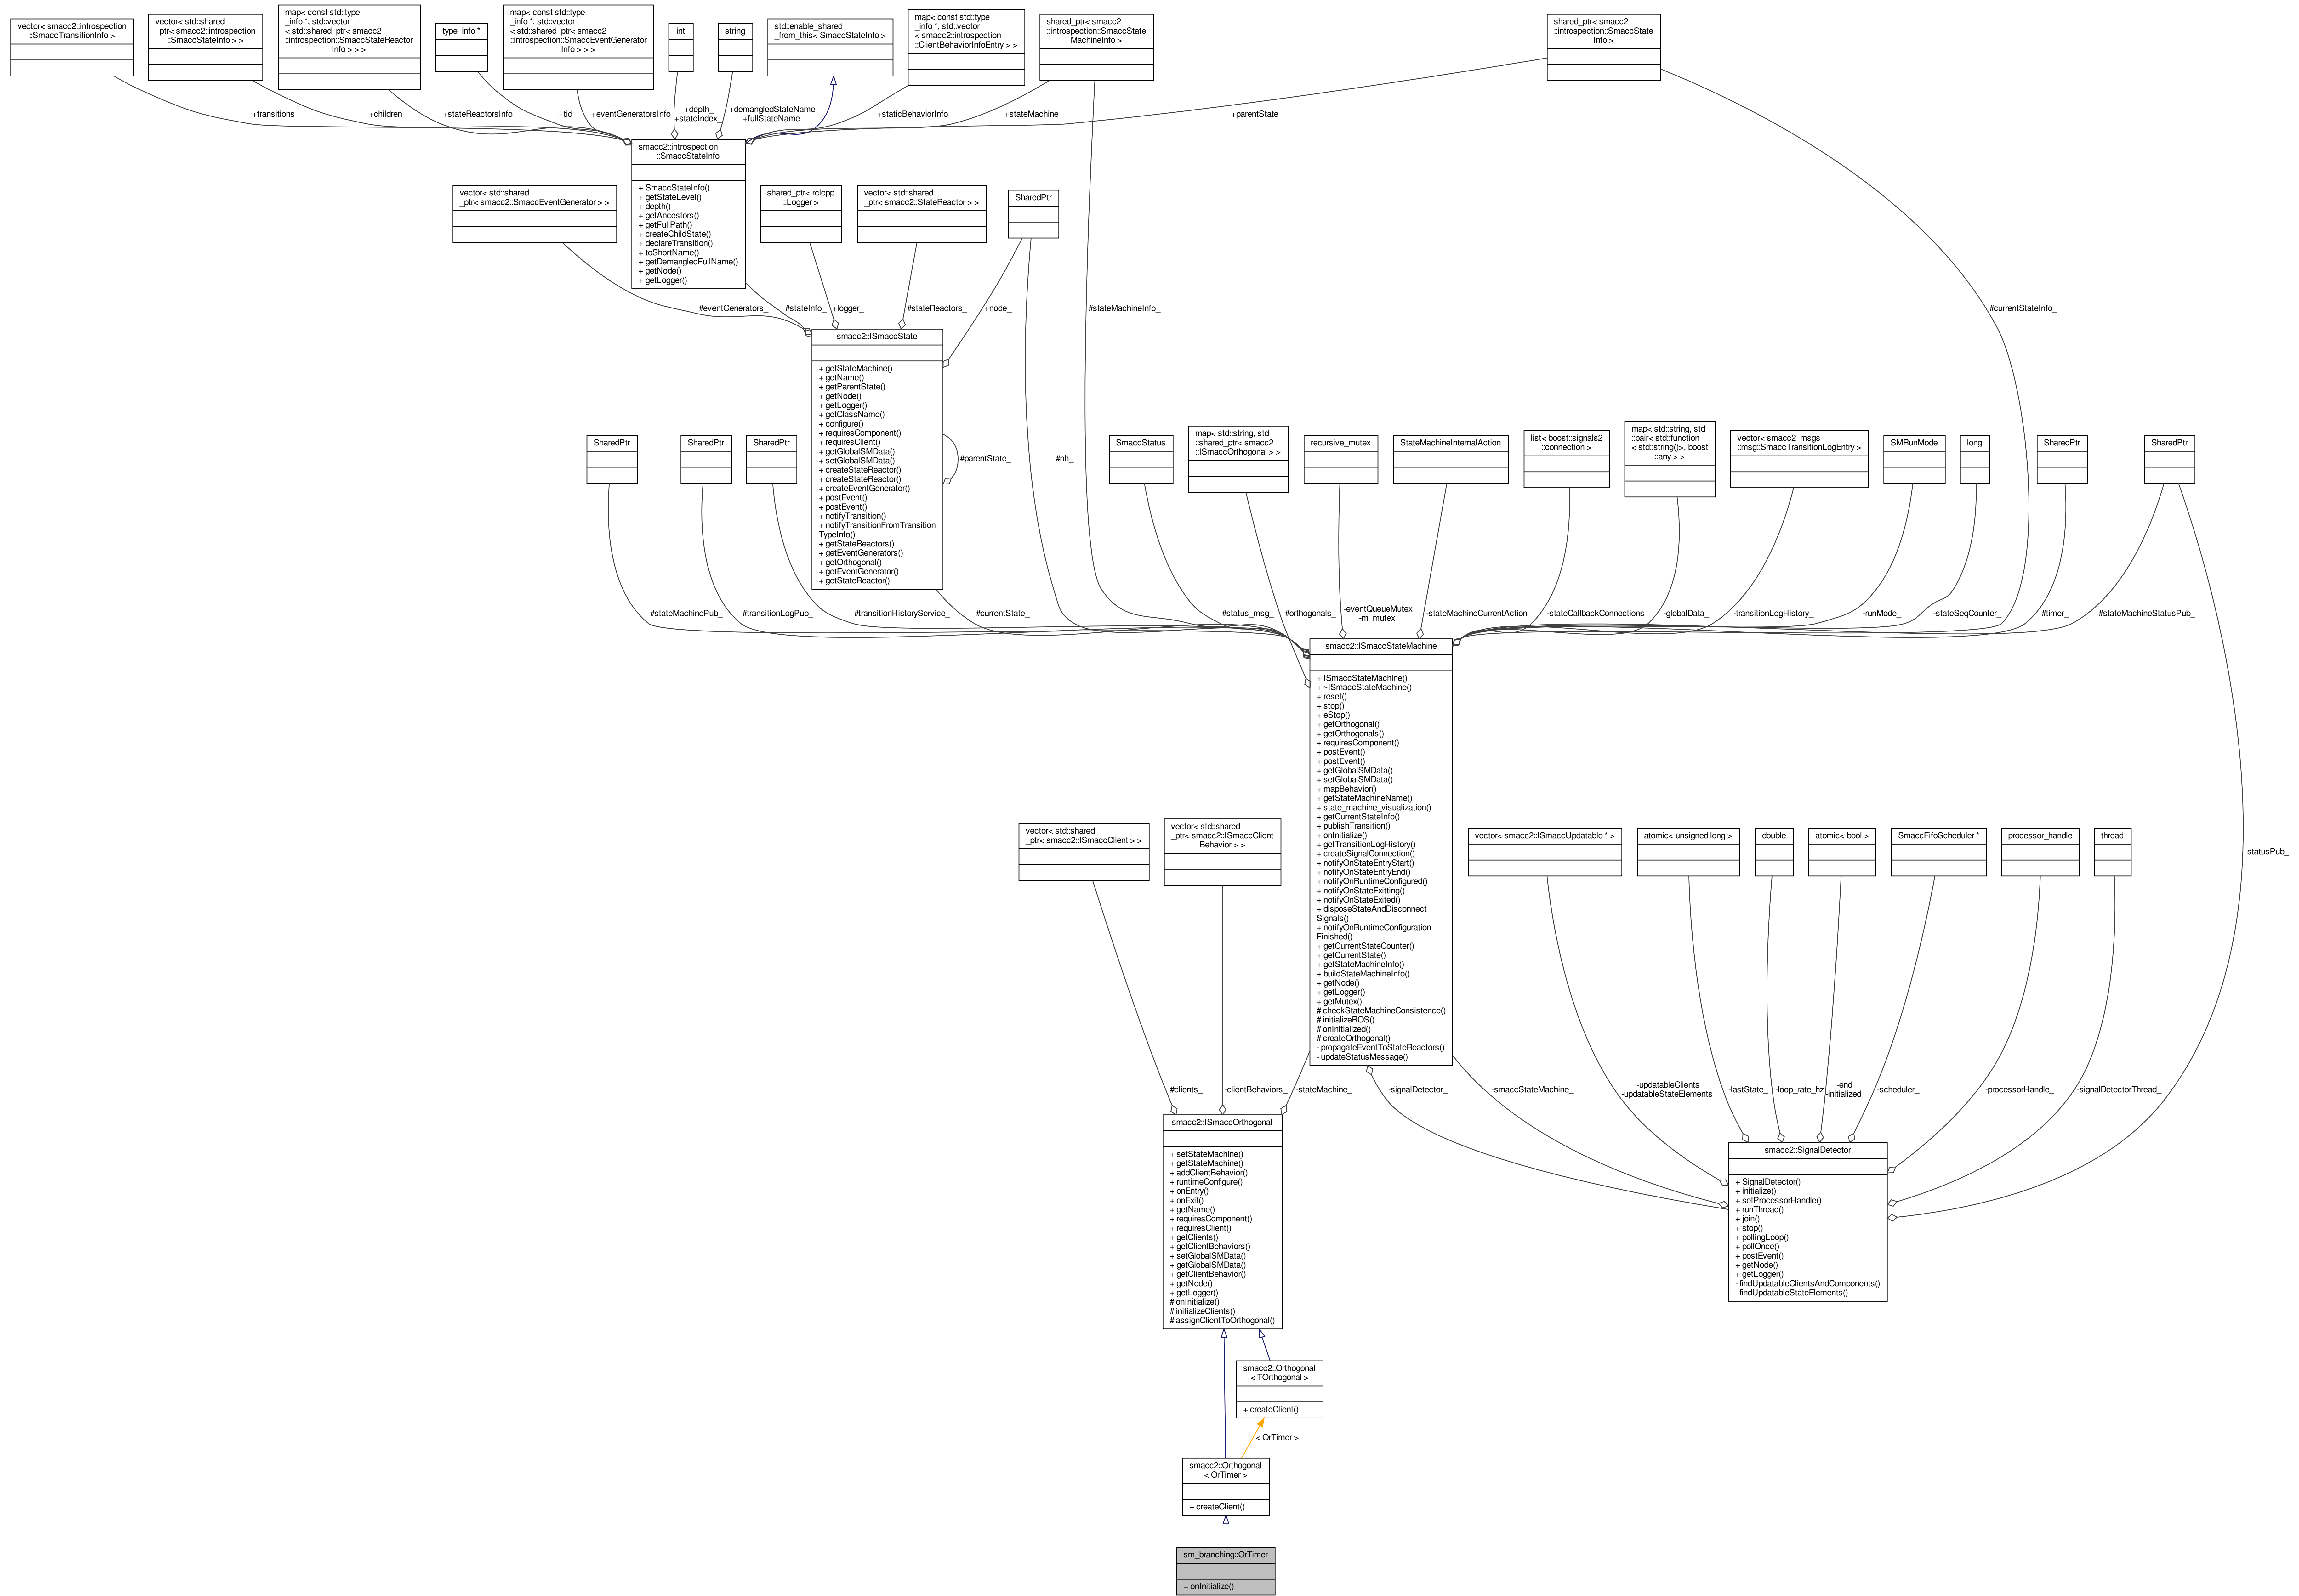 vector< smacc2::introspection
::SmaccTransitionInfo >
vector< std::shared
_ptr< smacc2::introspection
::SmaccStateInfo > >
map< const std::type
_info *, std::vector
< std::shared_ptr< smacc2
::introspection::SmaccStateReactor
Info > > >
type_info *
map< const std::type
_info *, std::vector
< std::shared_ptr< smacc2
::introspection::SmaccEventGenerator
Info > > >
int
string
std::enable_shared
_from_this< SmaccStateInfo >
map< const std::type
_info *, std::vector
< smacc2::introspection
::ClientBehaviorInfoEntry > >
shared_ptr< smacc2
::introspection::SmaccState
MachineInfo >
shared_ptr< smacc2
::introspection::SmaccState
Info >
+transitions_
+children_
+stateReactorsInfo
+tid_
+eventGeneratorsInfo
+depth_
+stateIndex_
+demangledStateName
+fullStateName
+staticBehaviorInfo
+stateMachine_
+parentState_
smacc2::introspection
::SmaccStateInfo
+ SmaccStateInfo()
+ getStateLevel()
+ depth()
+ getAncestors()
+ getFullPath()
+ createChildState()
+ declareTransition()
+ toShortName()
+ getDemangledFullName()
+ getNode()
+ getLogger()
vector< std::shared
_ptr< smacc2::SmaccEventGenerator > >
shared_ptr< rclcpp
::Logger >
vector< std::shared
_ptr< smacc2::StateReactor > >
SharedPtr
#eventGenerators_
#stateInfo_
+logger_
#stateReactors_
+node_
#stateMachineInfo_
#currentStateInfo_
smacc2::ISmaccState
+ getStateMachine()
+ getName()
+ getParentState()
+ getNode()
+ getLogger()
+ getClassName()
+ configure()
+ requiresComponent()
+ requiresClient()
+ getGlobalSMData()
+ setGlobalSMData()
+ createStateReactor()
+ createStateReactor()
+ createEventGenerator()
+ postEvent()
+ postEvent()
+ notifyTransition()
+ notifyTransitionFromTransition
TypeInfo()
+ getStateReactors()
+ getEventGenerators()
+ getOrthogonal()
+ getEventGenerator()
+ getStateReactor()
#parentState_
#nh_
SharedPtr
SharedPtr
SharedPtr
SmaccStatus
map< std::string, std
::shared_ptr< smacc2
::ISmaccOrthogonal > >
recursive_mutex
StateMachineInternalAction
list< boost::signals2
::connection >
map< std::string, std
::pair< std::function
< std::string()>, boost
::any > >
vector< smacc2_msgs
::msg::SmaccTransitionLogEntry >
SMRunMode
long
SharedPtr
SharedPtr
#stateMachinePub_
#transitionLogPub_
#transitionHistoryService_
#currentState_
#status_msg_
#orthogonals_
-eventQueueMutex_
-m_mutex_
-stateMachineCurrentAction
-stateCallbackConnections
-globalData_
-transitionLogHistory_
-runMode_
-stateSeqCounter_
#timer_
#stateMachineStatusPub_
smacc2::ISmaccStateMachine
+ ISmaccStateMachine()
+ ~ISmaccStateMachine()
+ reset()
+ stop()
+ eStop()
+ getOrthogonal()
+ getOrthogonals()
+ requiresComponent()
+ postEvent()
+ postEvent()
+ getGlobalSMData()
+ setGlobalSMData()
+ mapBehavior()
+ getStateMachineName()
+ state_machine_visualization()
+ getCurrentStateInfo()
+ publishTransition()
+ onInitialize()
+ getTransitionLogHistory()
+ createSignalConnection()
+ notifyOnStateEntryStart()
+ notifyOnStateEntryEnd()
+ notifyOnRuntimeConfigured()
+ notifyOnStateExitting()
+ notifyOnStateExited()
+ disposeStateAndDisconnect
Signals()
+ notifyOnRuntimeConfiguration
Finished()
+ getCurrentStateCounter()
+ getCurrentState()
+ getStateMachineInfo()
+ buildStateMachineInfo()
+ getNode()
+ getLogger()
+ getMutex()
# checkStateMachineConsistence()
# initializeROS()
# onInitialized()
# createOrthogonal()
- propagateEventToStateReactors()
- updateStatusMessage()
vector< std::shared
_ptr< smacc2::ISmaccClient > >
vector< std::shared
_ptr< smacc2::ISmaccClient
Behavior > >
vector< smacc2::ISmaccUpdatable * >
atomic< unsigned long >
double
atomic< bool >
SmaccFifoScheduler *
processor_handle
thread
-statusPub_
#clients_
-clientBehaviors_
-stateMachine_
-signalDetector_
-smaccStateMachine_
-updatableClients_
-updatableStateElements_
-lastState_
-loop_rate_hz
-end_
-initialized_
-scheduler_
-processorHandle_
-signalDetectorThread_
smacc2::ISmaccOrthogonal
+ setStateMachine()
+ getStateMachine()
+ addClientBehavior()
+ runtimeConfigure()
+ onEntry()
+ onExit()
+ getName()
+ requiresComponent()
+ requiresClient()
+ getClients()
+ getClientBehaviors()
+ setGlobalSMData()
+ getGlobalSMData()
+ getClientBehavior()
+ getNode()
+ getLogger()
# onInitialize()
# initializeClients()
# assignClientToOrthogonal()
smacc2::SignalDetector
+ SignalDetector()
+ initialize()
+ setProcessorHandle()
+ runThread()
+ join()
+ stop()
+ pollingLoop()
+ pollOnce()
+ postEvent()
+ getNode()
+ getLogger()
- findUpdatableClientsAndComponents()
- findUpdatableStateElements()
smacc2::Orthogonal
< TOrthogonal >
+ createClient()
< OrTimer >
smacc2::Orthogonal
< OrTimer >
+ createClient()
sm_branching::OrTimer
+ onInitialize()